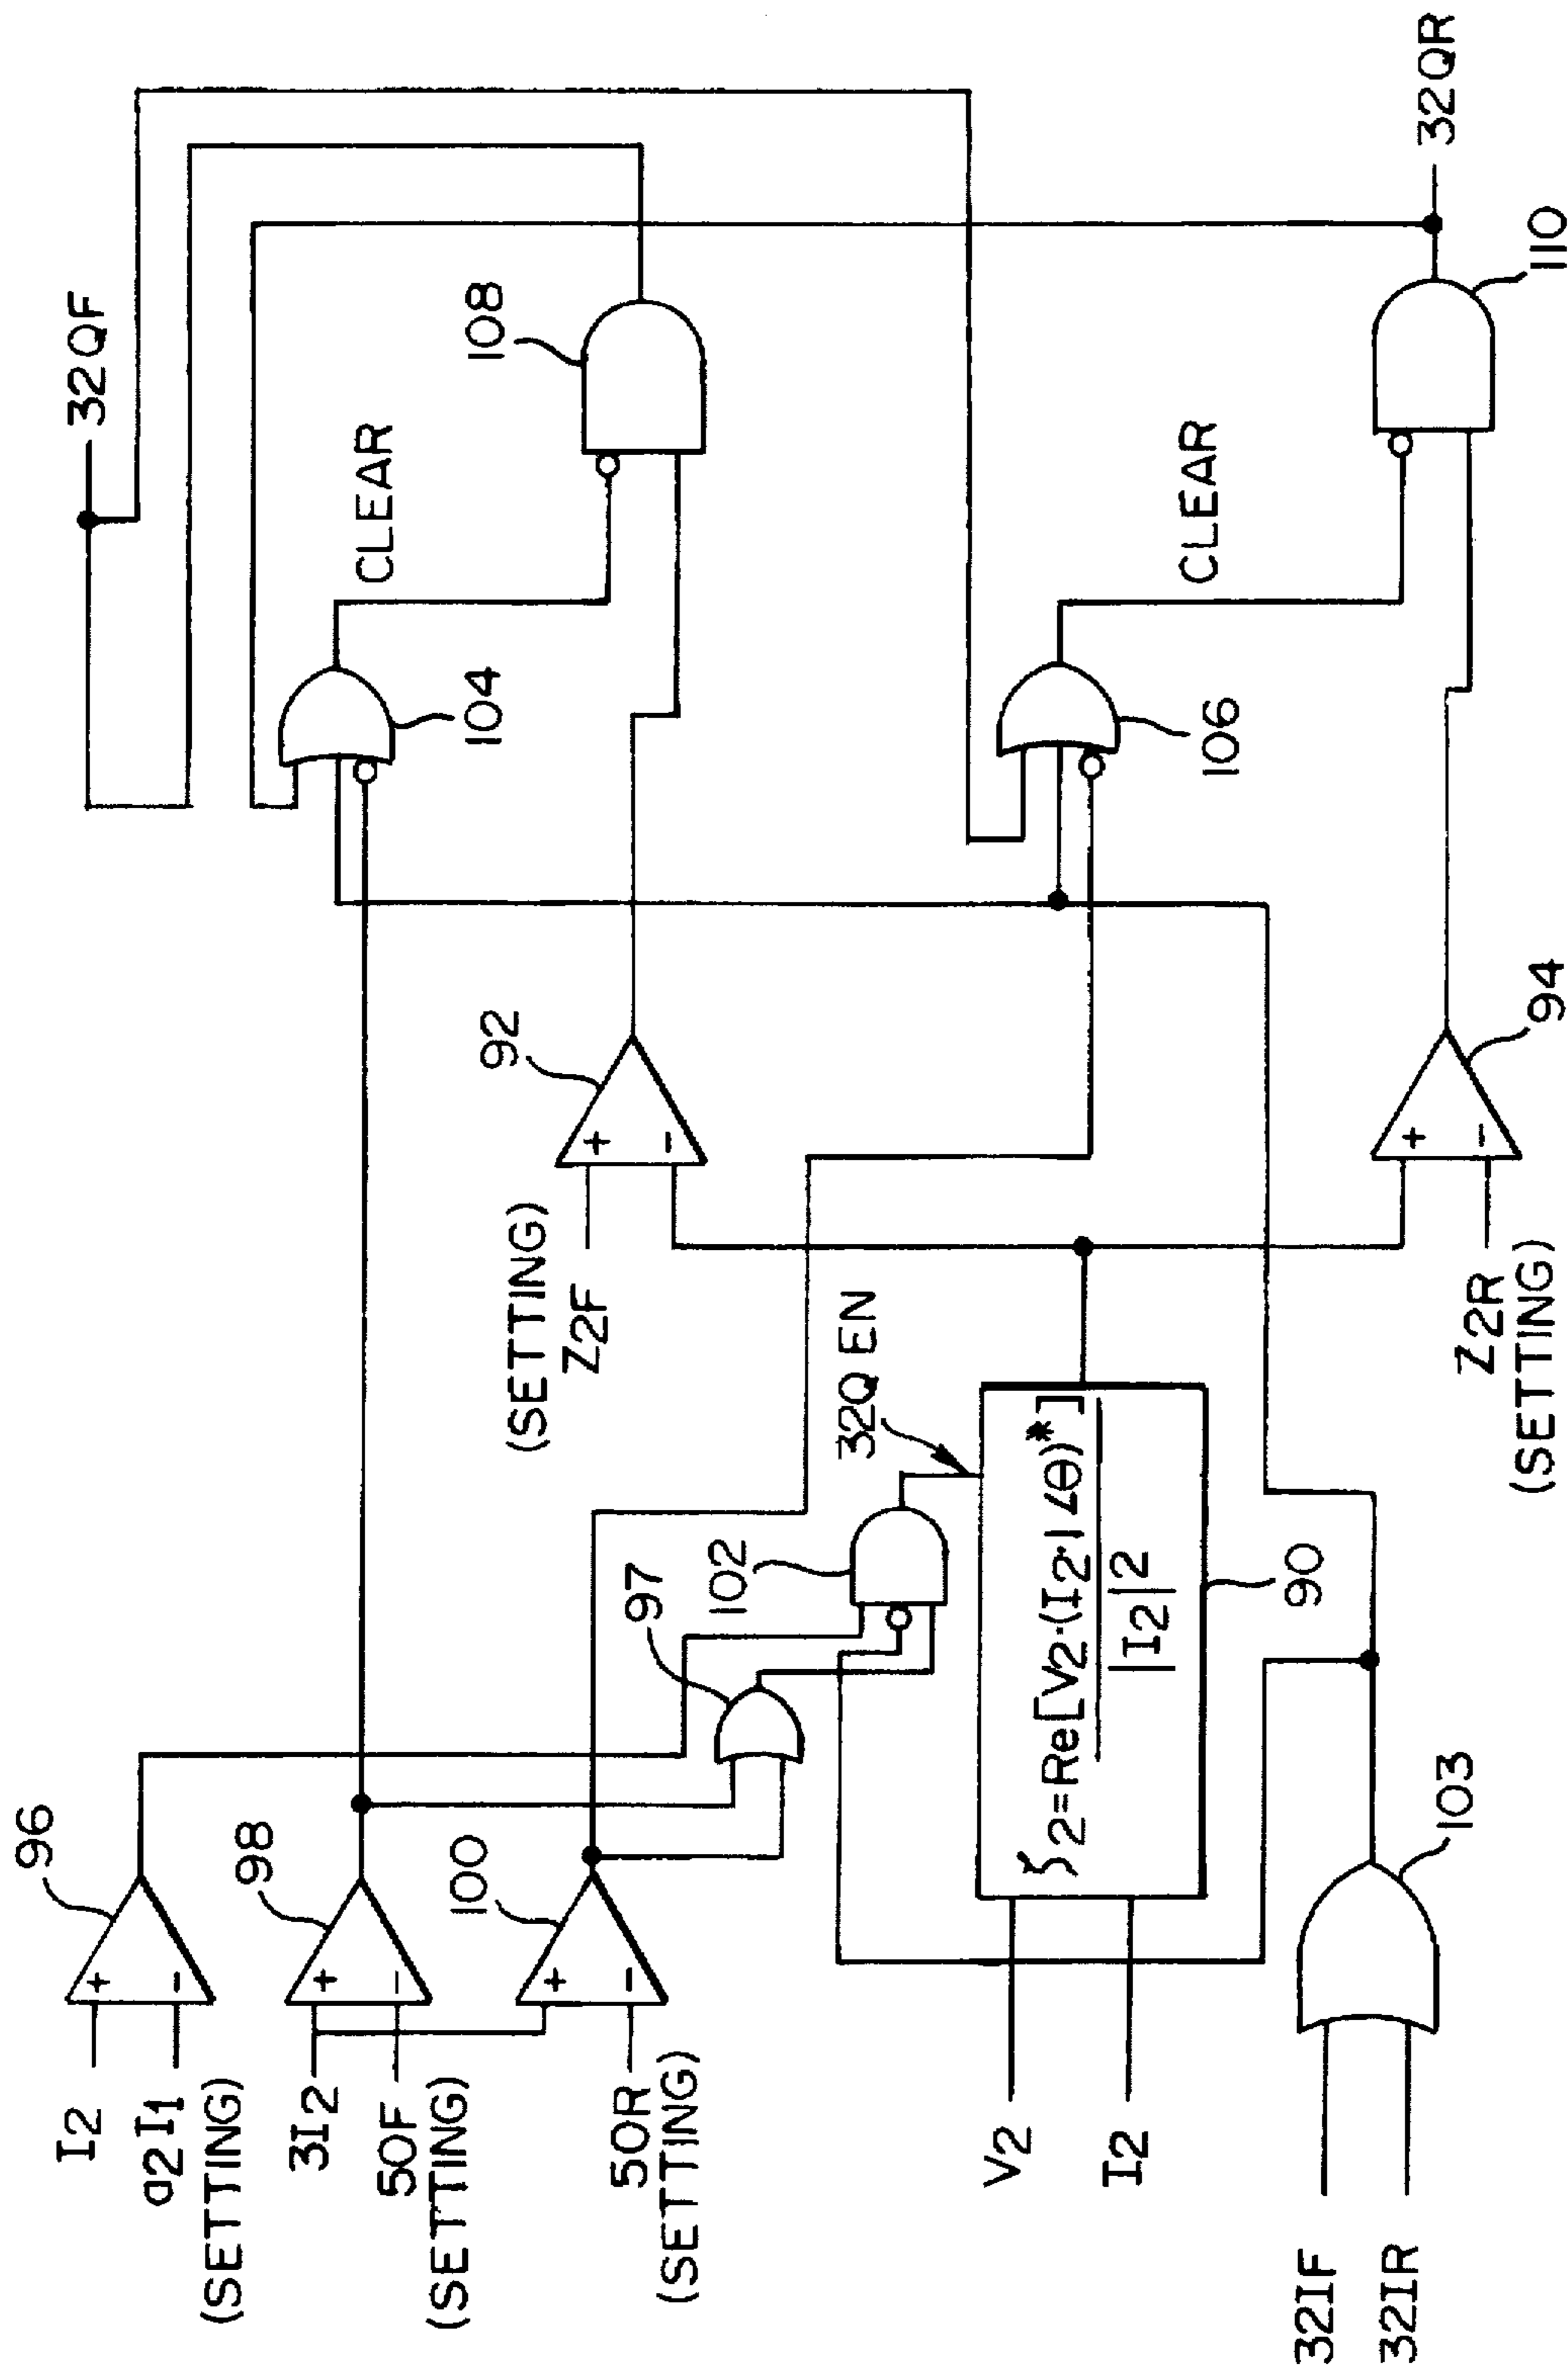 I2
a2 I1
(SETTING)
96
3I2
50F
(SETTING)
98
50R
(SETTING)
100
97
102
32Q EN
V2
I2
ζ2=Re[V2·(I2·1∠θ)*]
|I2|2
90
32IF
32IR
103
(SETTING)
Z2F
+
-
92
Z2R
(SETTING)
+
-
94
+
-
+
-
+
-
104
CLEAR
108
32QF
106
CLEAR
110
32QR